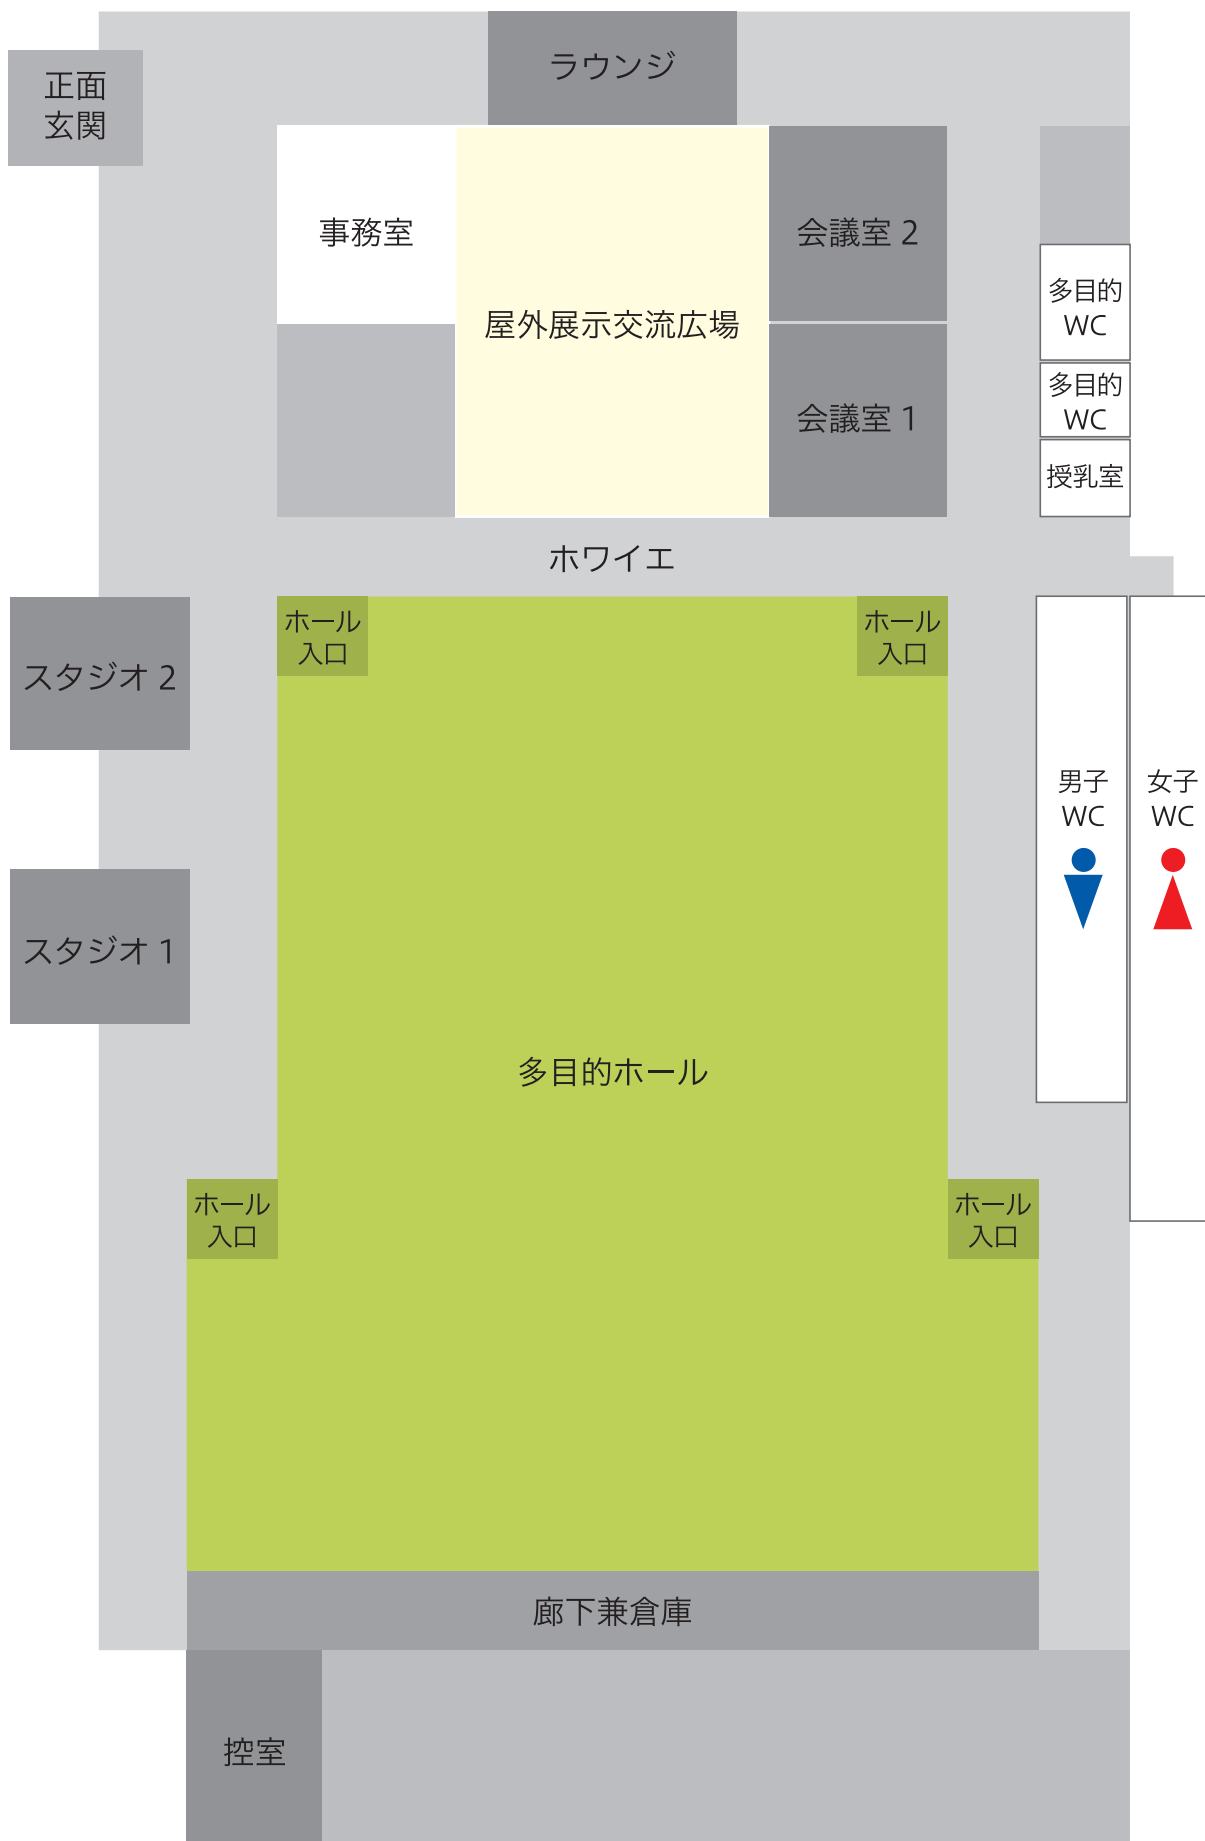 ラウンジ
正面
玄関
事務室
会議室 2
屋外展示交流広場
多目的
WC
会議室 1
多目的
WC
授乳室
ホワイエ
ホール
入口
ホール
入口
スタジオ 2
男子
WC
女子
WC
スタジオ 1
多目的ホール
ホール
入口
ホール
入口
廊下兼倉庫
控室